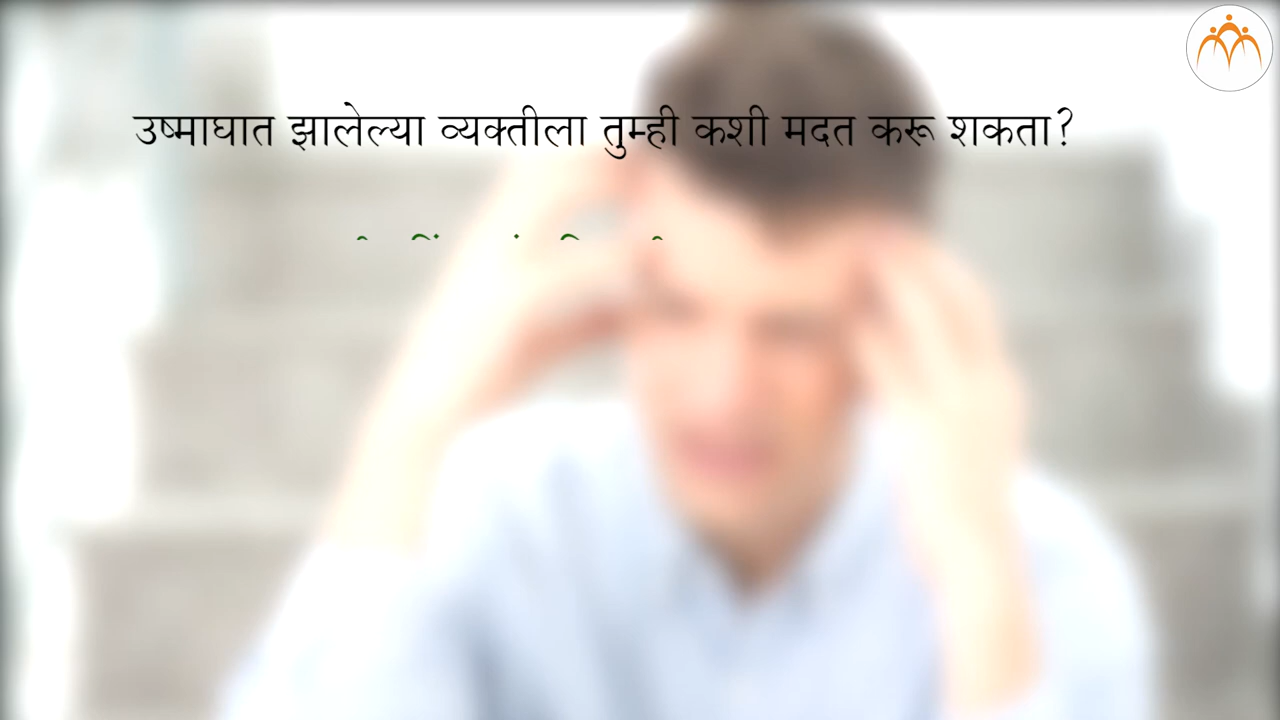 उष्माघात झालेल्या व्यक्तीला तुम्ही कशी मदत करू शकता?